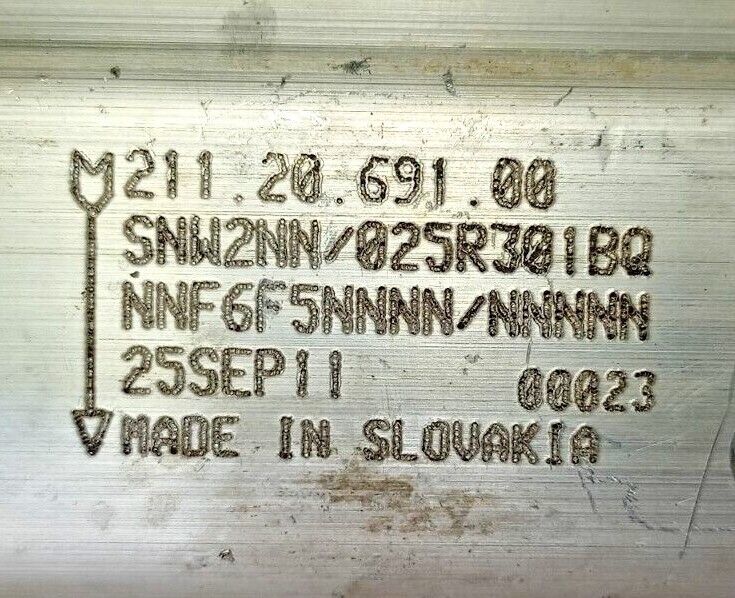 211.20.691.00
SNW2NN/025R301BQ
NNF6F5NNNN/NNNNN
25SEP11 00023
MADE IN SLOVAKIA